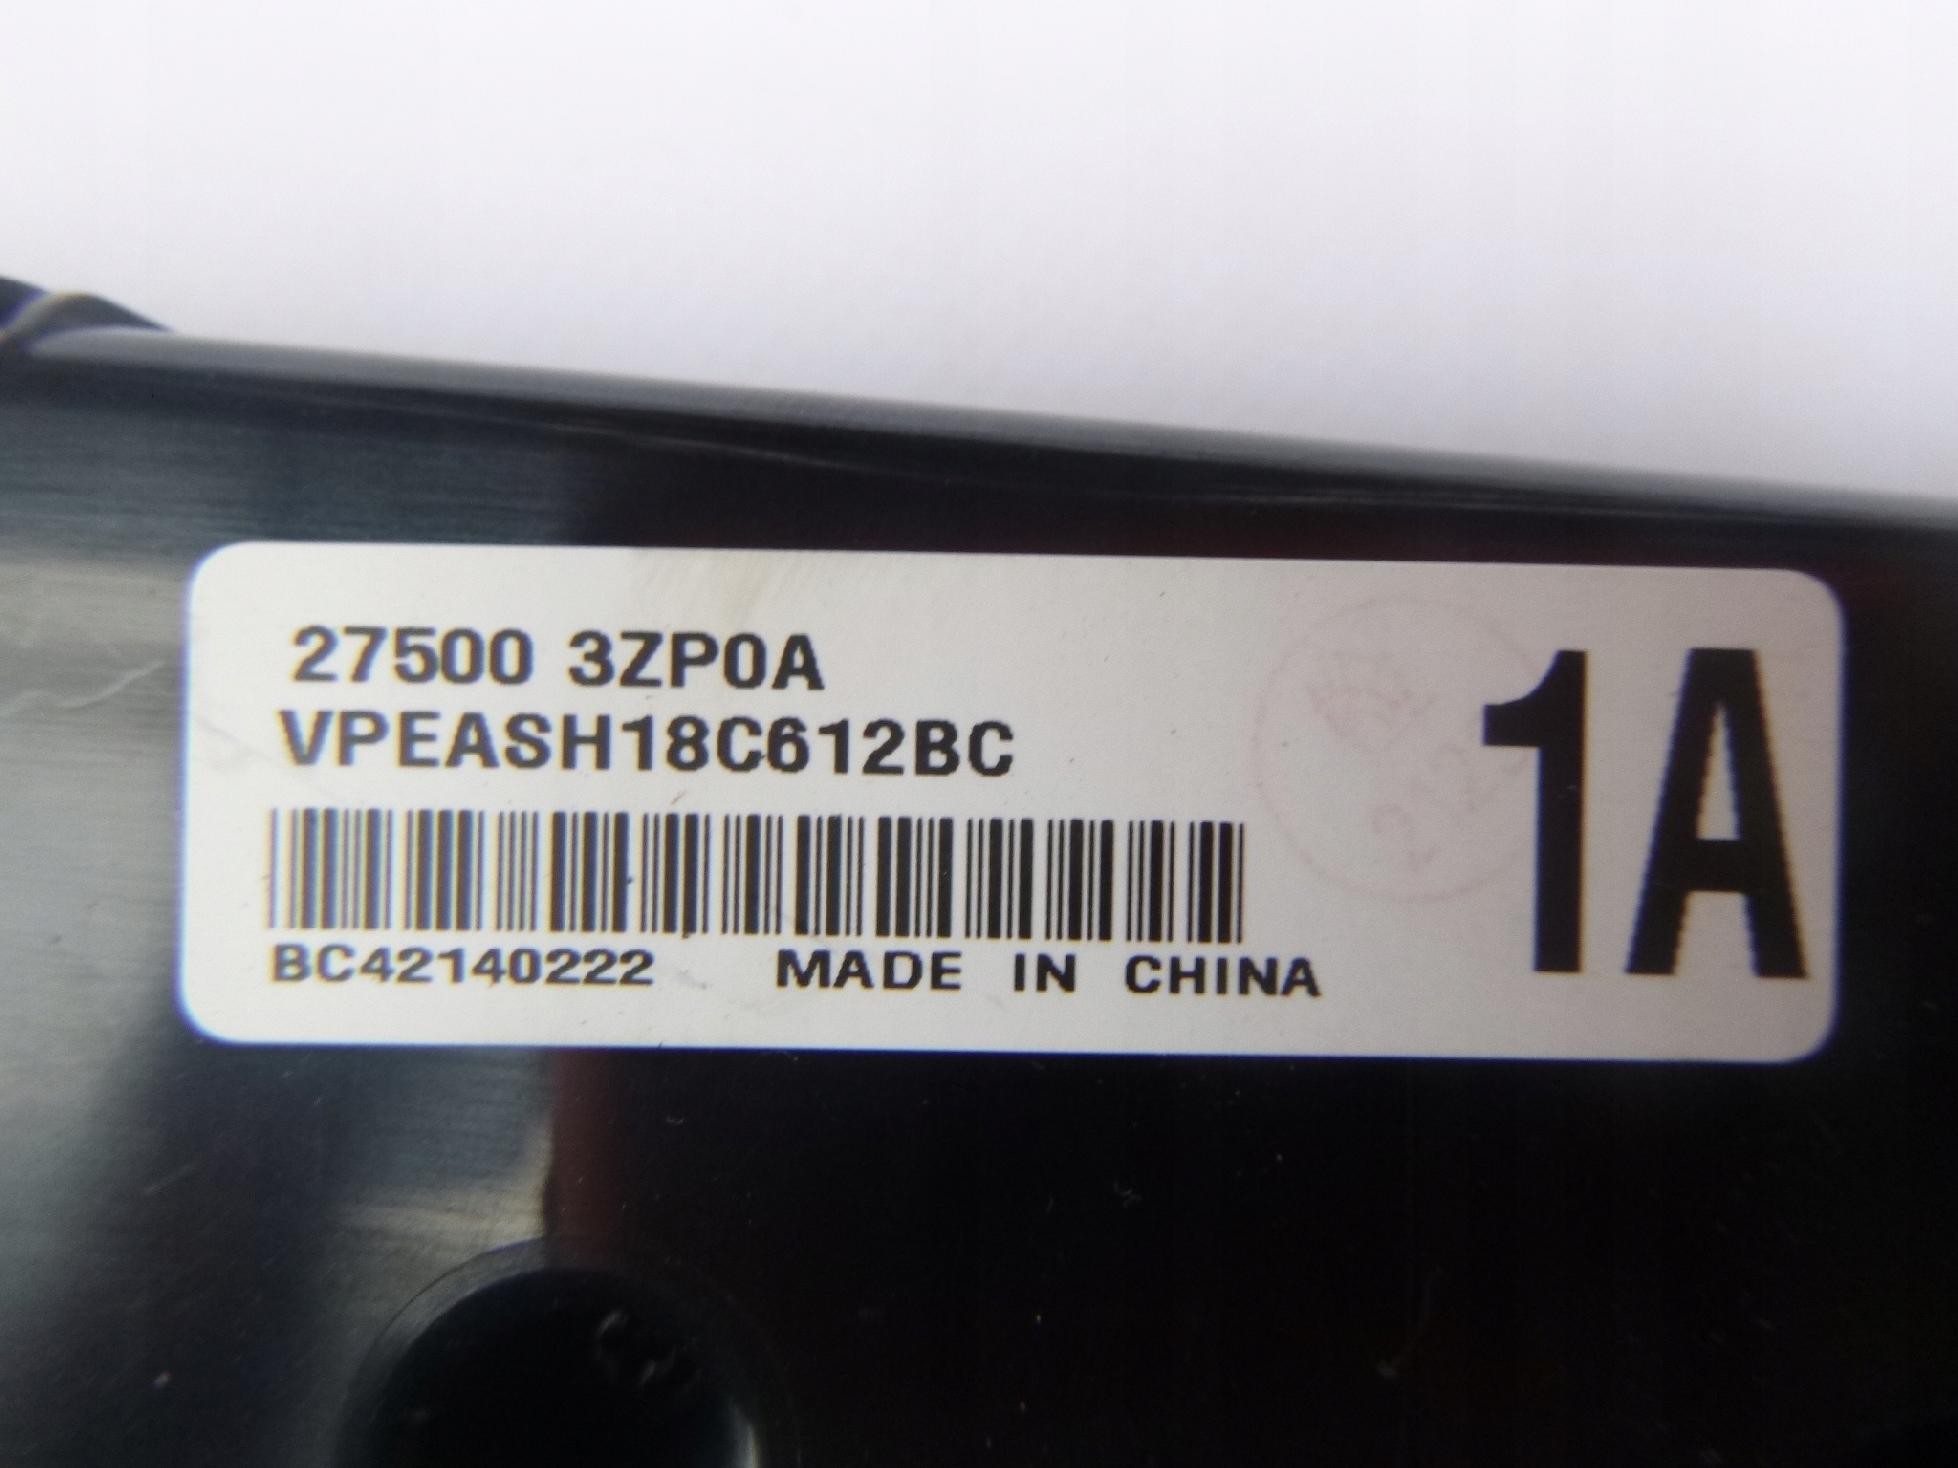 27500 3ZP0A
VPEASH18C612BC
BC42140222 MADE IN CHINA
1A